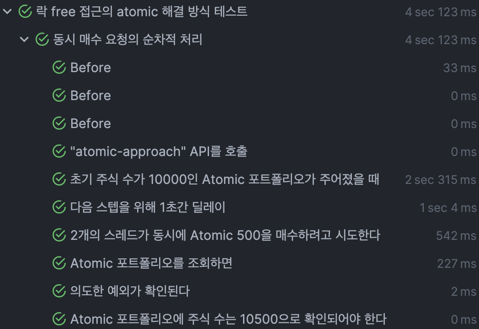 락 free 접근의 atomic 해결 방식 테스트 4 sec 123 ms
동시 매수 요청의 순차적 처리 4 sec 123 ms
Before 33 ms
Before 0 ms
Before 0 ms
"atomic-approach" API를 호출 0 ms
초기 주식 수가 10000인 Atomic 포트폴리오가 주어졌을 때 2 sec 315 ms
다음 스텝을 위해 1초간 딜레이 1 sec 4 ms
2개의 스레드가 동시에 Atomic 500을 매수하려고 시도한다 542 ms
Atomic 포트폴리오를 조회하면 227 ms
의도한 예외가 확인된다 2 ms
Atomic 포트폴리오에 주식 수는 10500으로 확인되어야 한다 0 ms